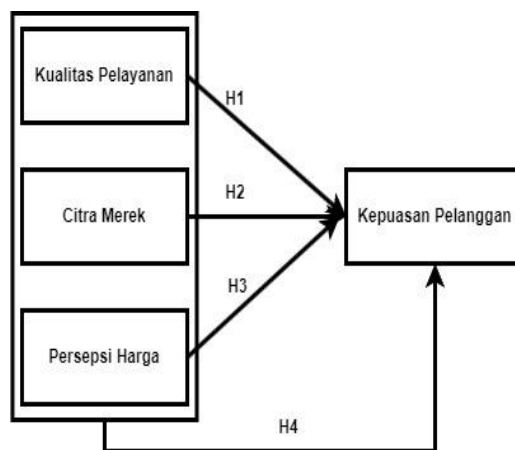 Kualitas Pelayanan
H1
Citra Merek
H2
Kepuasan Pelanggan
H3
Persepsi Harga
H4